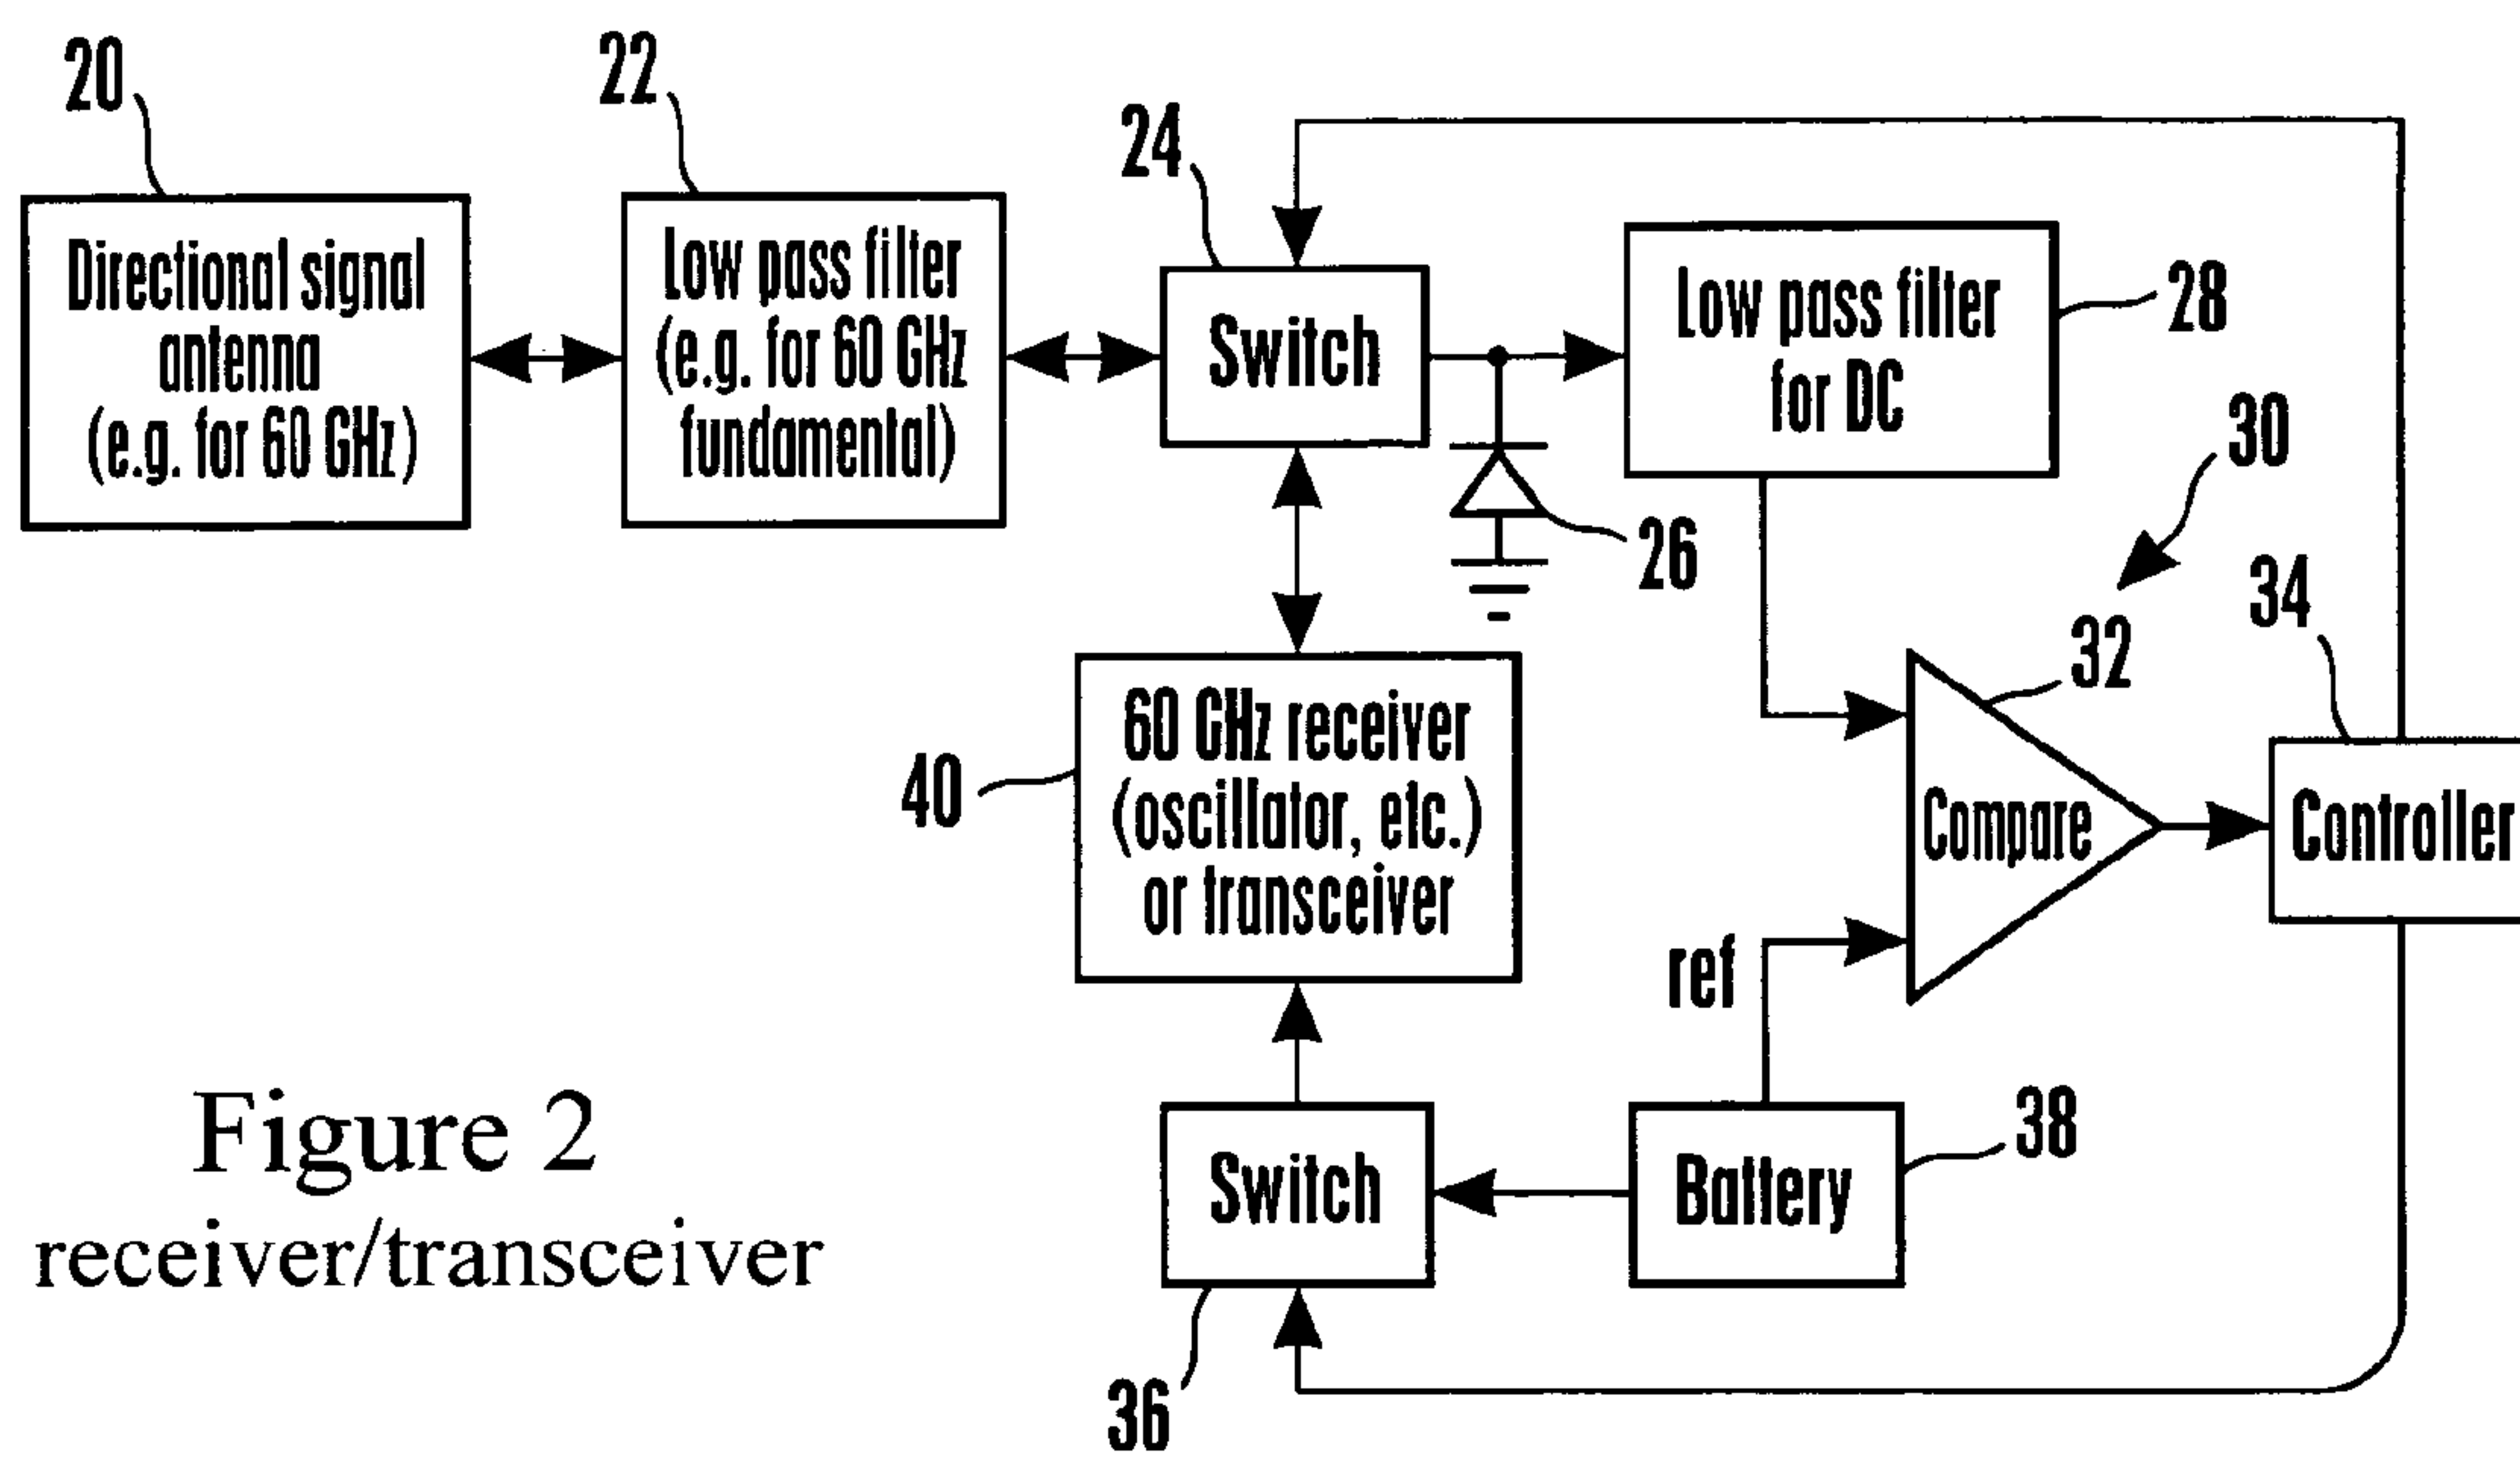 20
22
24
Directional signal
antenna
(e.g. for 60 GHz)
Low pass filter
(e.g. for 60 GHz
fundamental)
Switch
Low pass filter
for DC
28
30
26
34
32
60 GHz receiver
(oscillator, etc.)
or transceiver
40
Compare
Controller
ref
Switch
Battery
38
36
Figure 2
receiver/transceiver